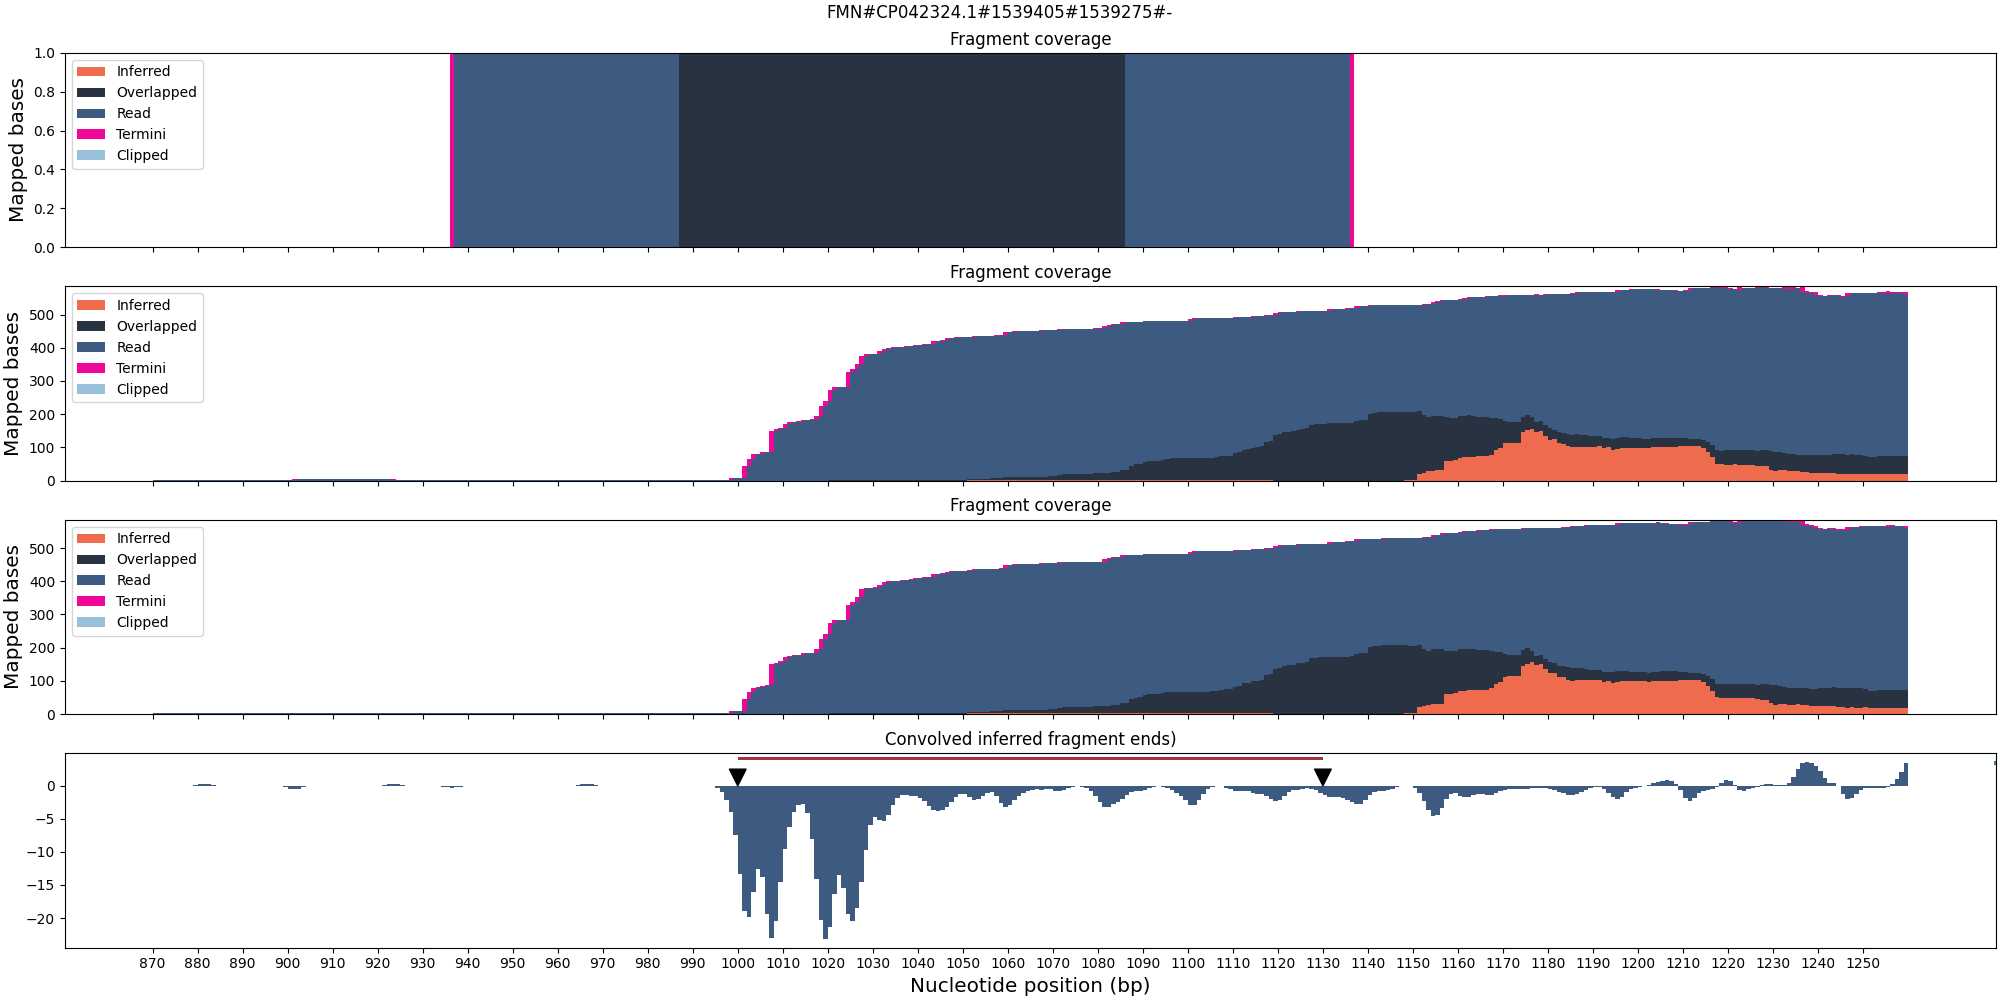 FMN#CP042324.1#1539405#1539275#-
Fragment coverage
Mapped bases
1.0
0.8
0.6
0.4
0.2
0.0
Inferred
Overlapped
Read
Termini
Clipped
Fragment coverage
Mapped bases
500
400
300
200
100
0
Inferred
Overlapped
Read
Termini
Clipped
Fragment coverage
Mapped bases
500
400
300
200
100
0
Inferred
Overlapped
Read
Termini
Clipped
Convolved inferred fragment ends)
0
−5
−10
−15
−20
870 880 890 900 910 920 930 940 950 960 970 980 990 1000 1010 1020 1030 1040 1050 1060 1070 1080 1090 1100 1110 1120 1130 1140 1150 1160 1170 1180 1190 1200 1210 1220 1230 1240 1250
Nucleotide position (bp)